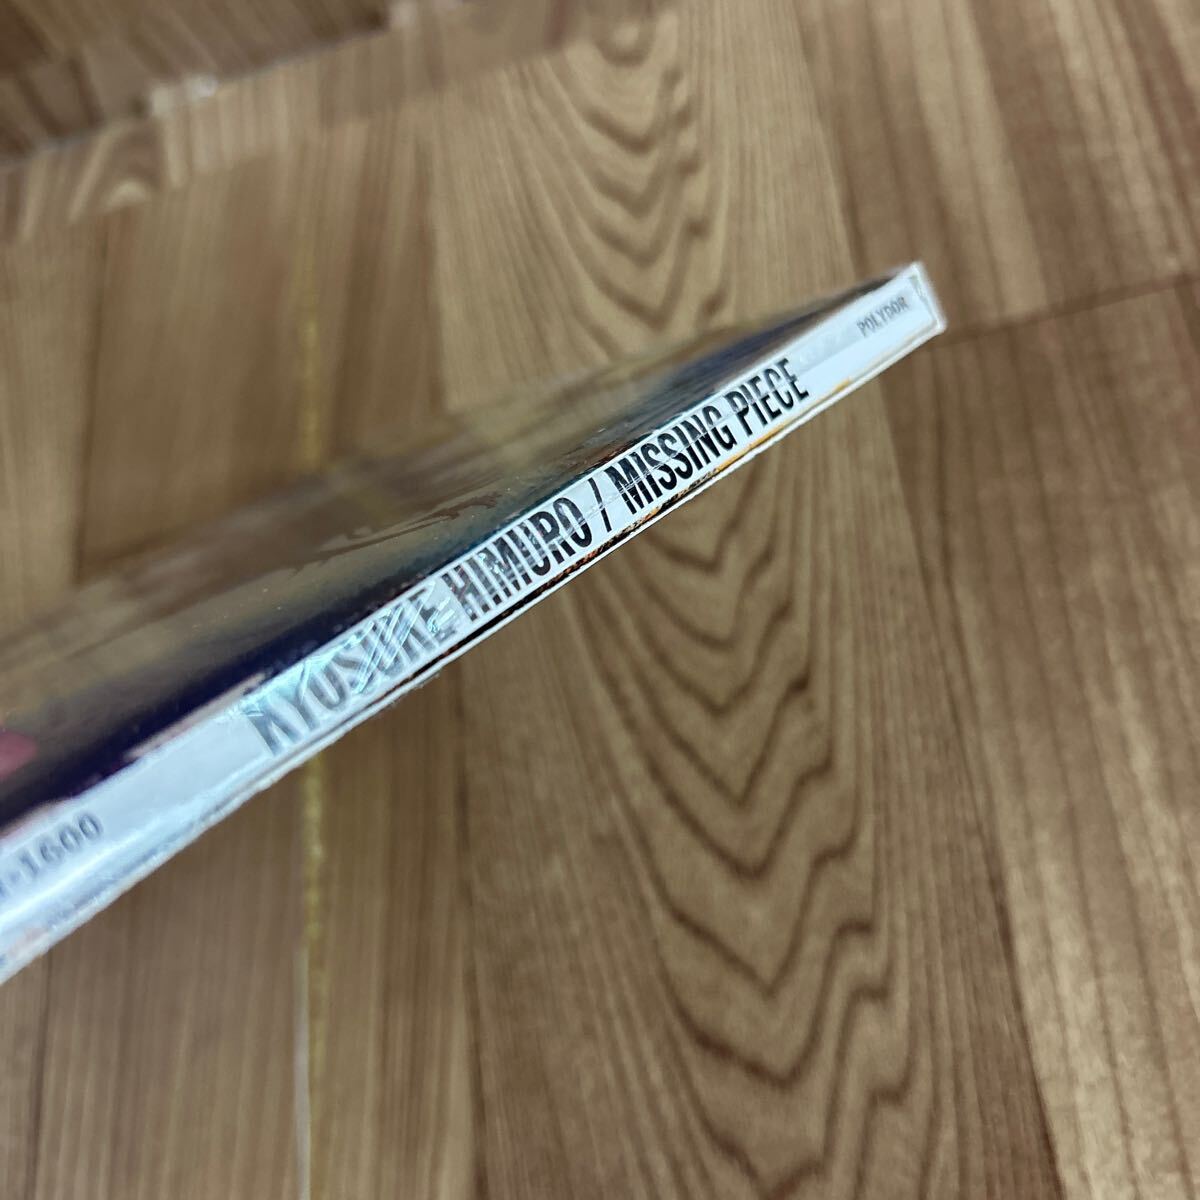 POLYDOR
KYOSUKE HIMURO / MISSING PIECE
-1600